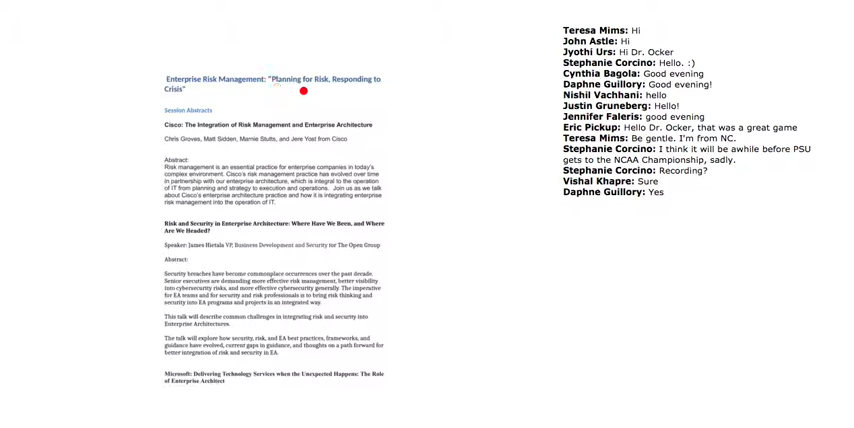 Enterprise Risk Management: "Planning for Risk, Responding to
Crisis"
Session Abstracts
Cisco: The Integration of Risk Management and Enterprise Architecture
Chris Groves, Matt Sidden, Marnie Stutts, and Jere Yost from Cisco
Abstract:
Risk management is an essential practice for enterprise companies in today's
complex environment. Cisco's risk management practice has evolved over time
in partnership with our enterprise architecture, which is integral to the operation
of IT from planning and strategy to execution and operations. Join us as we talk
about Cisco's enterprise architecture practice and how it is integrating enterprise
risk management into the operation of IT.
Risk and Security in Enterprise Architecture: Where Have We Been, and Where
Are We Headed?
Speaker: James Hietala VP, Business Development and Security for The Open Group
Abstract:
Security breaches have become commonplace occurrences over the past decade.
Senior executives are demanding more effective risk management, better visibility
into cybersecurity risks, and more effective cybersecurity generally. The imperative
for EA teams and for security and risk professionals is to bring risk thinking and
security into EA programs and projects in an integrated way.
This talk will describe common challenges in integrating risk and security into
Enterprise Architectures.
The talk will explore how security, risk, and EA best practices, frameworks, and
guidance have evolved, current gaps in guidance, and thoughts on a path forward for
better integration of risk and security in EA.
Microsoft: Delivering Technology Services when the Unexpected Happens: The Role
of Enterprise Architect
Teresa Mims: Hi
John Astle: Hi
Jyothi Urs: Hi Dr. Ocker
Stephanie Corcino: Hello. :)
Cynthia Bagola: Good evening
Daphne Guillory: Good evening!
Nishil Vachhani: hello
Justin Gruneberg: Hello!
Jennifer Faleris: good evening
Eric Pickup: Hello Dr. Ocker, that was a great game
Teresa Mims: Be gentle. I'm from NC.
Stephanie Corcino: I think it will be awhile before PSU
gets to the NCAA Championship, sadly.
Stephanie Corcino: Recording?
Vishal Khapre: Sure
Daphne Guillory: Yes